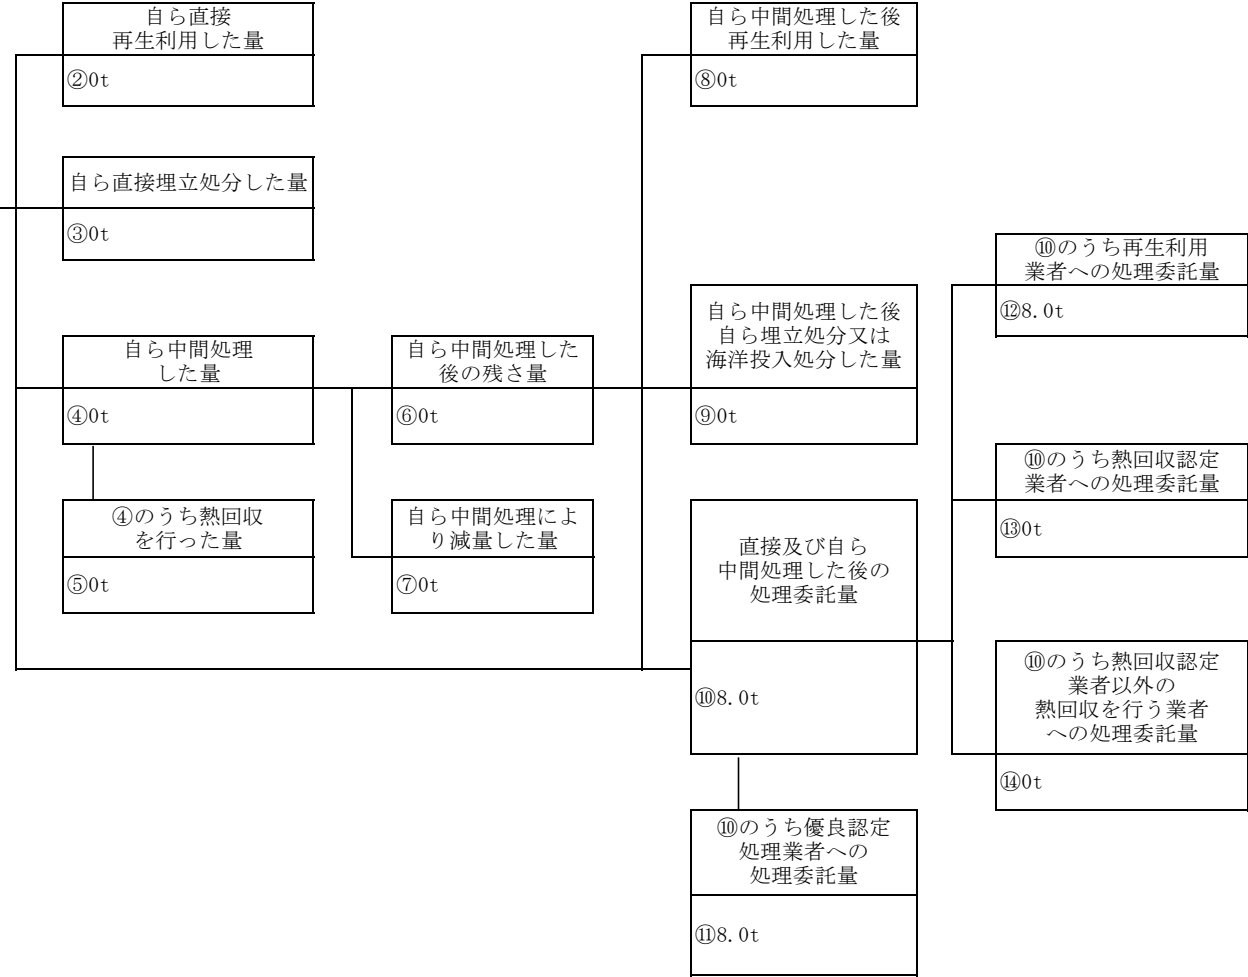 自ら直接
再生利用した量
②0t
自ら中間処理した後
再生利用した量
⑧0t
自ら直接埋立処分した量
③0t
⑩のうち再生利用
業者への処理委託量
⑫8.0t
自ら中間処理した後
自ら埋立処分又は
海洋投入処分した量
⑨0t
自ら中間処理
した量
④0t
自ら中間処理した
後の残さ量
⑥0t
⑩のうち熱回収認定
業者への処理委託量
⑬0t
④のうち熱回収
を行った量
⑤0t
自ら中間処理によ
り減量した量
⑦0t
直接及び自ら
中間処理した後の
処理委託量
⑩8.0t
⑩のうち熱回収認定
業者以外の
熱回収を行う業者
への処理委託量
⑭0t
⑩のうち優良認定
処理業者への
処理委託量
⑪8.0t